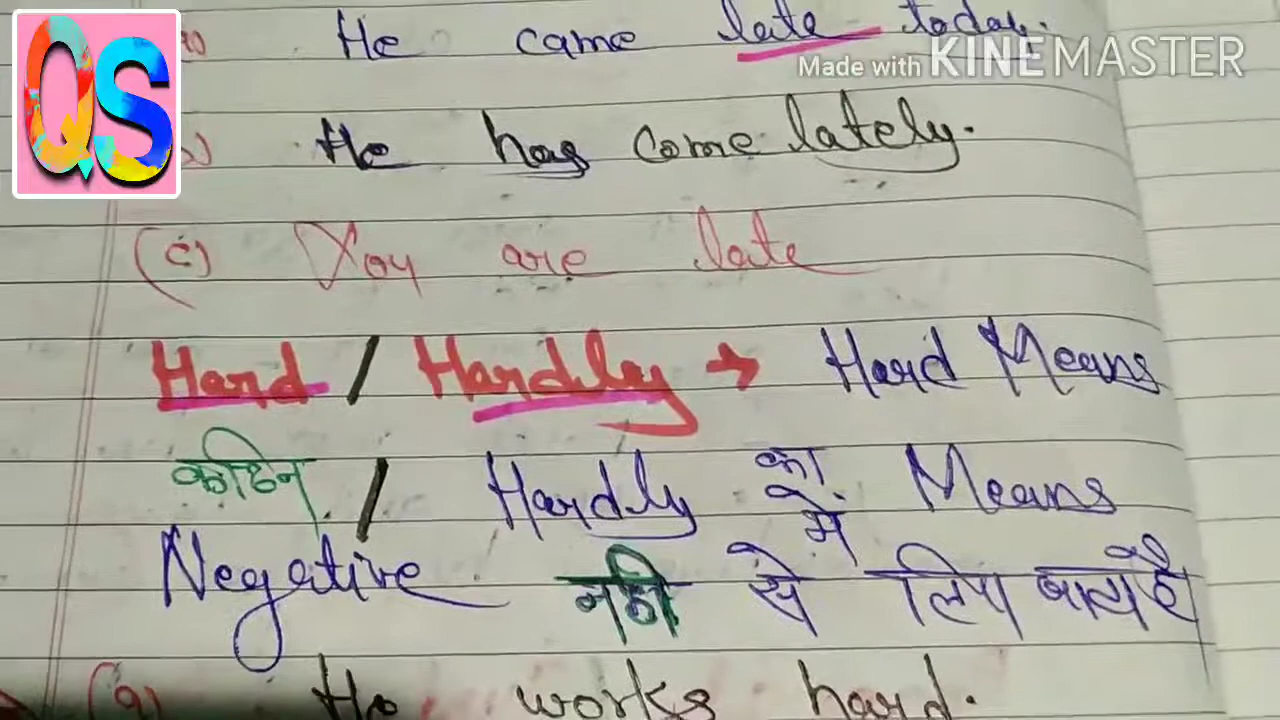 He came late today.
Made with KINEMASTER
QS
He has come lately.
(c) You are late
Hard / Hardly → Hard Means
कठिन / Hardly का Means
में
Negative नही से लिया जाता है
(a) He works hard.